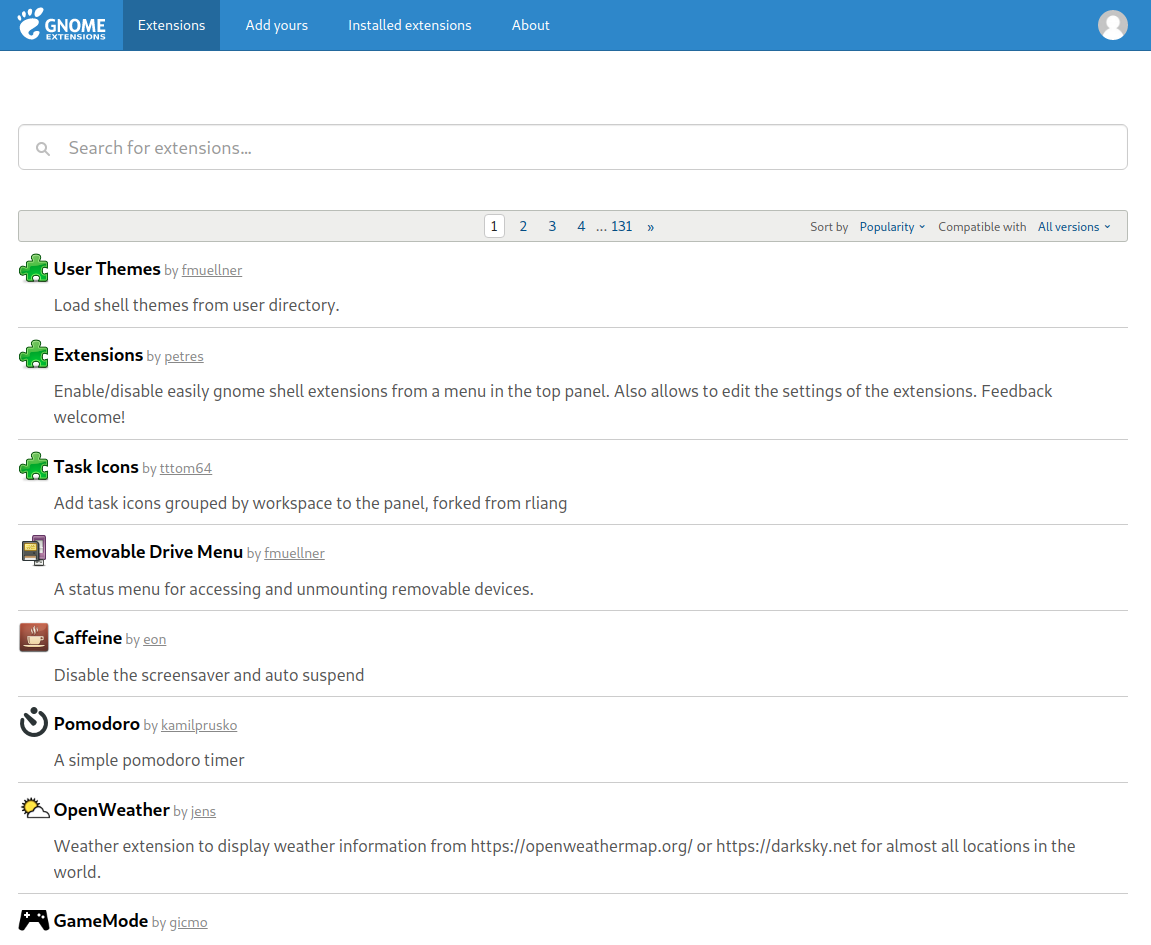 GNOME
EXTENSIONS
Extensions Add yours Installed extensions About
Search for extensions...
1 2 3 4 ... 131 » Sort by Popularity Compatible with All versions
User Themes by fmuellner
Load shell themes from user directory.
Extensions by petres
Enable/disable easily gnome shell extensions from a menu in the top panel. Also allows to edit the settings of the extensions. Feedback
welcome!
Task Icons by tttom64
Add task icons grouped by workspace to the panel, forked from rliang
Removable Drive Menu by fmuellner
A status menu for accessing and unmounting removable devices.
Caffeine by eon
Disable the screensaver and auto suspend
Pomodoro by kamilprusko
A simple pomodoro timer
OpenWeather by jens
Weather extension to display weather information from https://openweathermap.org/ or https://darksky.net for almost all locations in the
world.
GameMode by gicmo